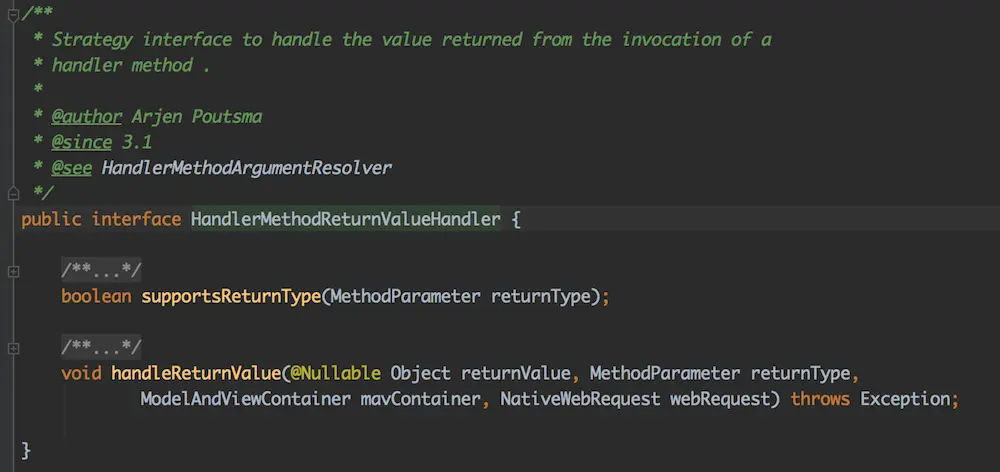 /**
 * Strategy interface to handle the value returned from the invocation of a
 * handler method .
 *
 * @author Arjen Poutsma
 * @since 3.1
 * @see HandlerMethodArgumentResolver
 */
public interface HandlerMethodReturnValueHandler {
/**...*/
boolean supportsReturnType(MethodParameter returnType);
/**...*/
void handleReturnValue(@Nullable Object returnValue, MethodParameter returnType,
ModelAndViewContainer mavContainer, NativeWebRequest webRequest) throws Exception;
}